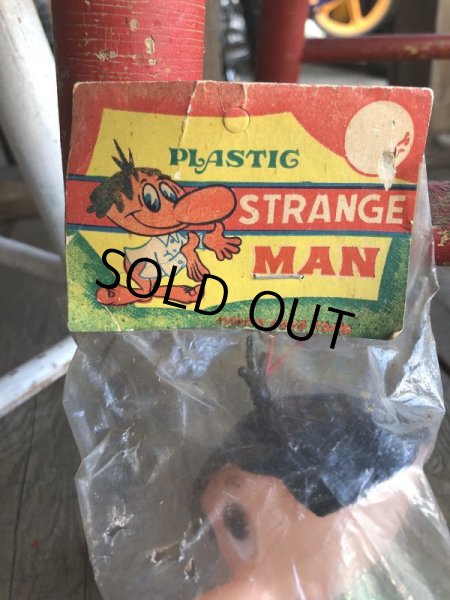 PLASTIC
STRANGE
MAN
SOLD OUT